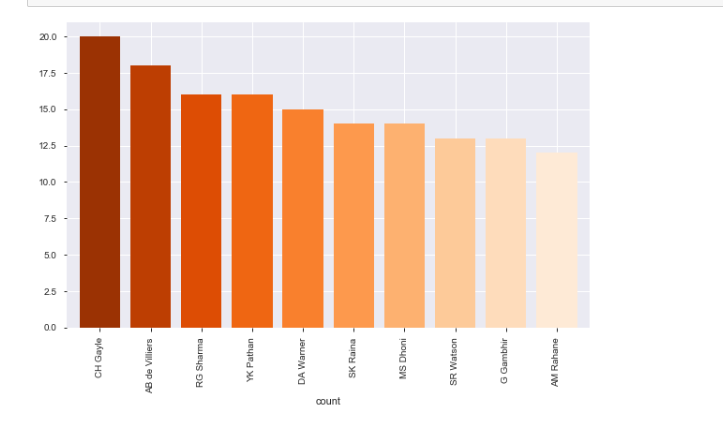 20.0
17.5
15.0
12.5
10.0
7.5
5.0
2.5
0.0
CH Gayle
AB de Villiers
RG Sharma
YK Pathan
DA Warner
SK Raina
MS Dhoni
SR Watson
G Gambhir
AM Rahane
count